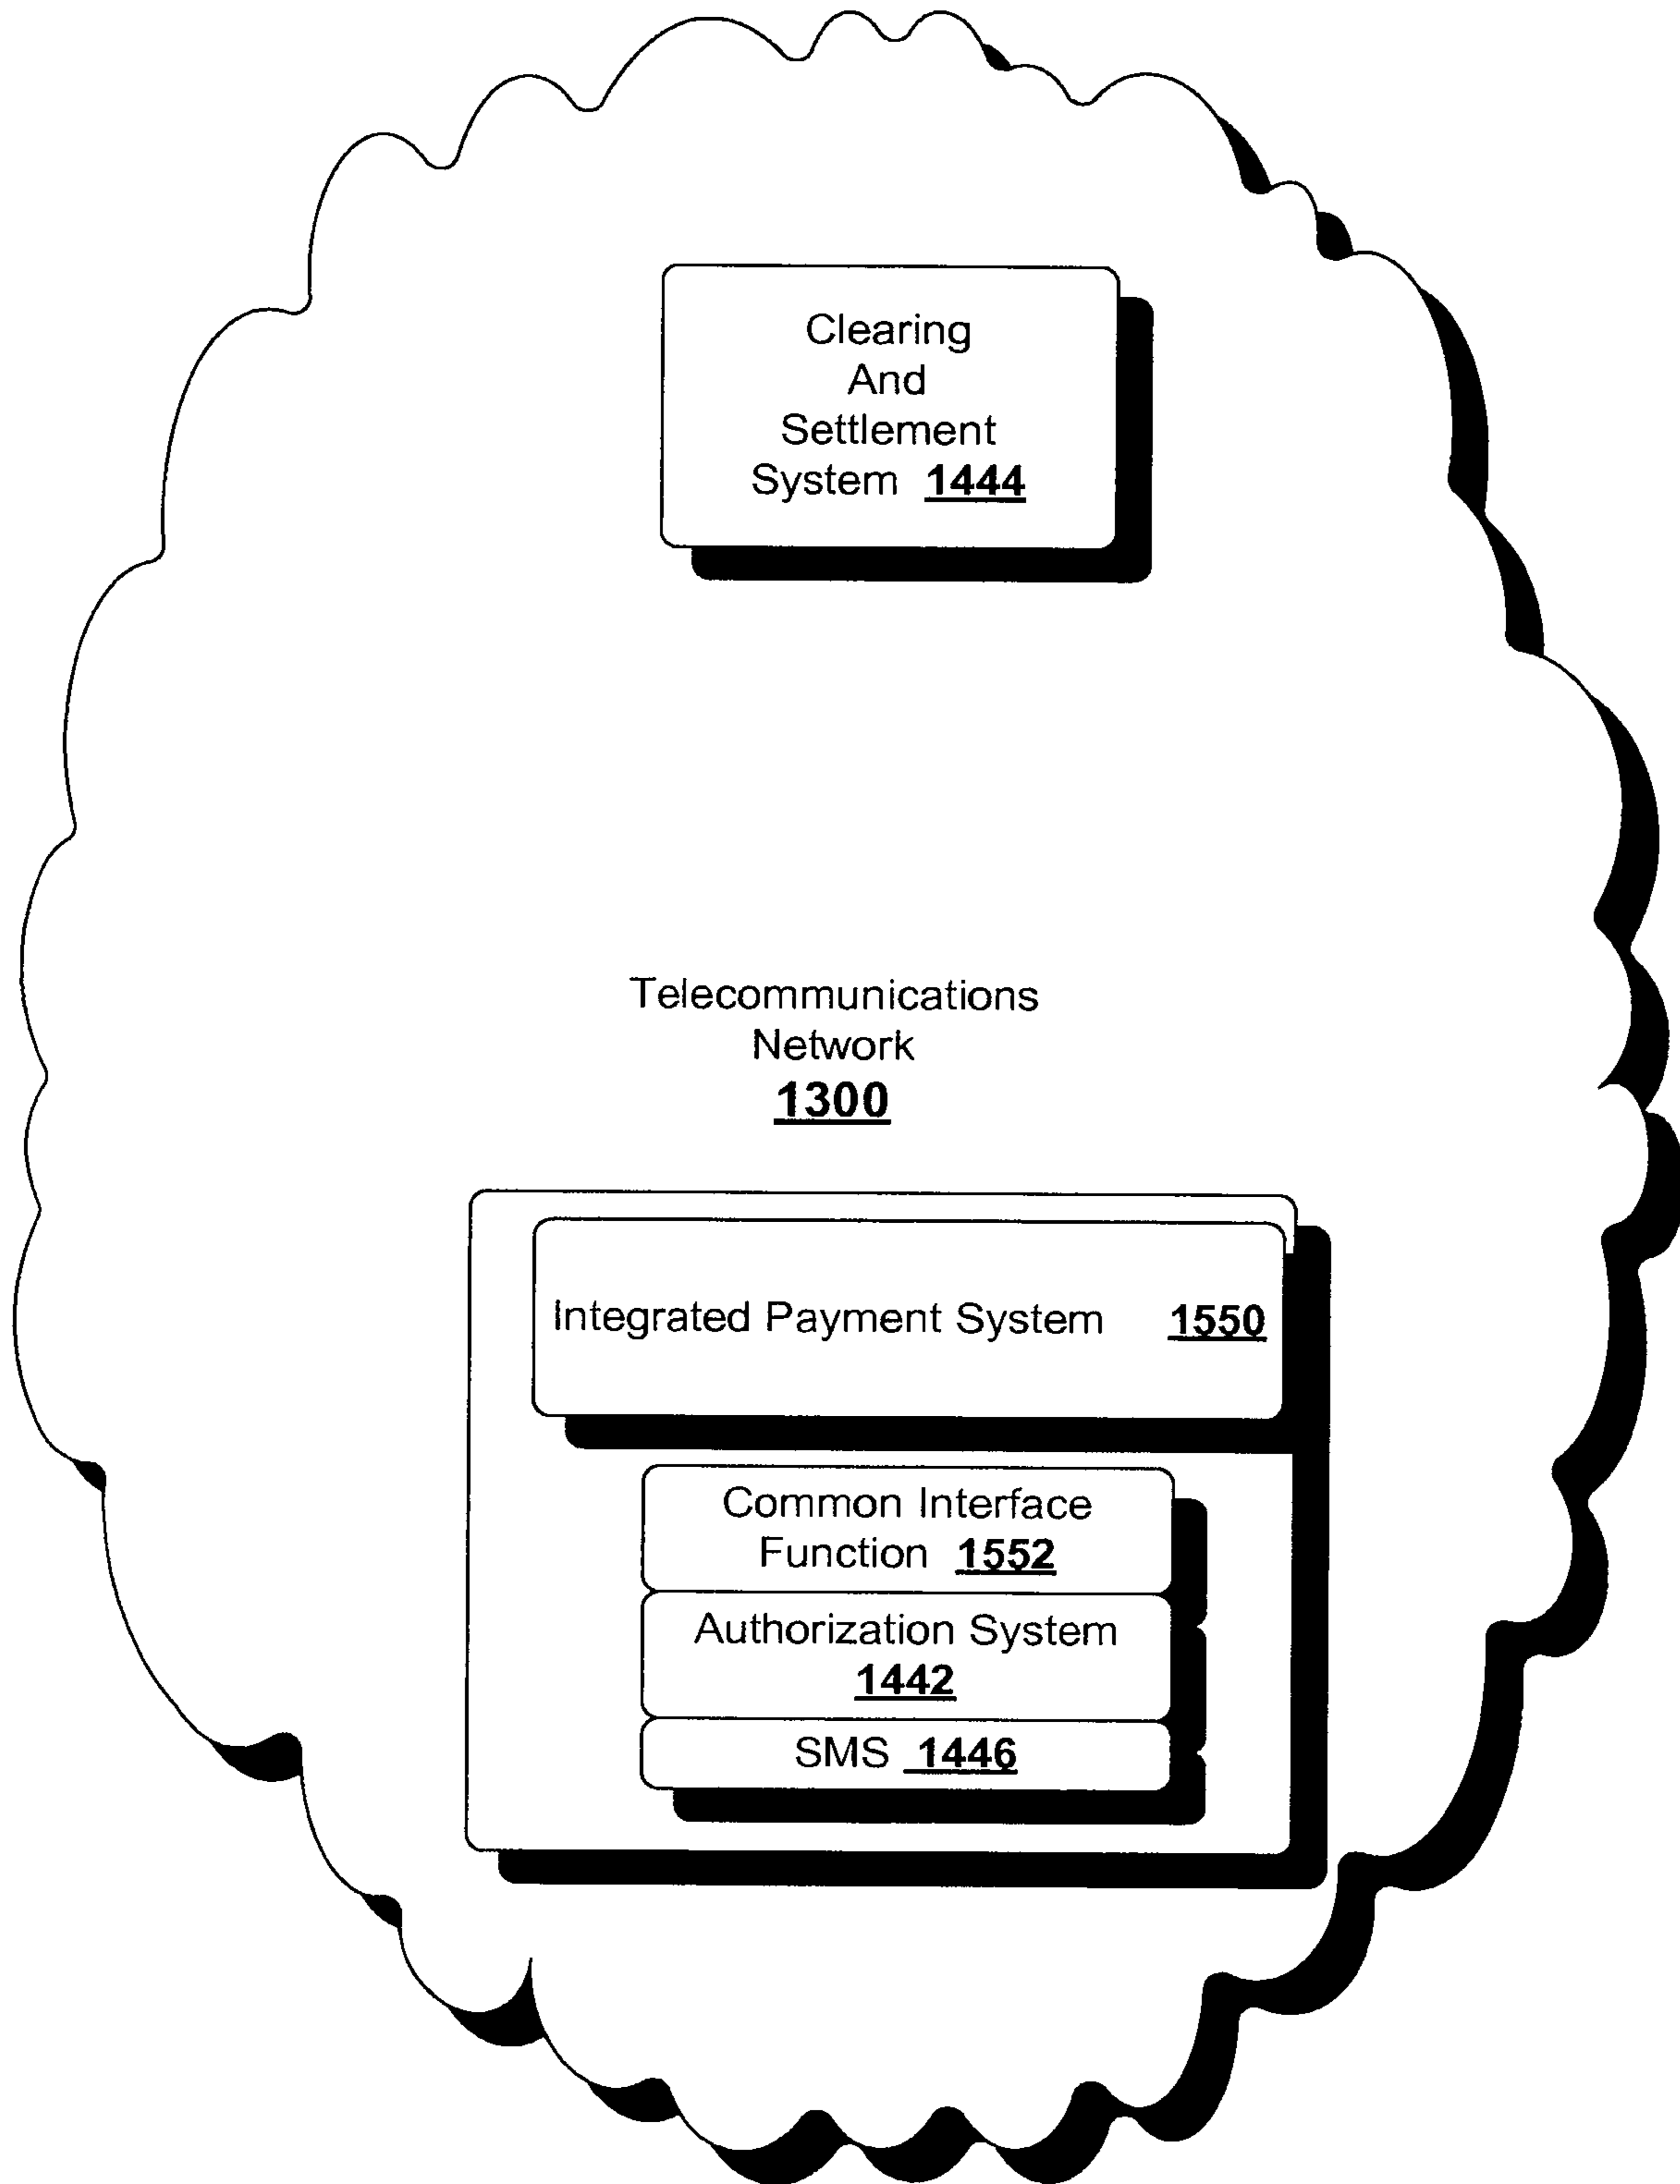 Clearing
And
Settlement
System 1444
Telecommunications
Network
1300
Integrated Payment System 1550
Common Interface
Function 1552
Authorization System
1442
SMS 1446